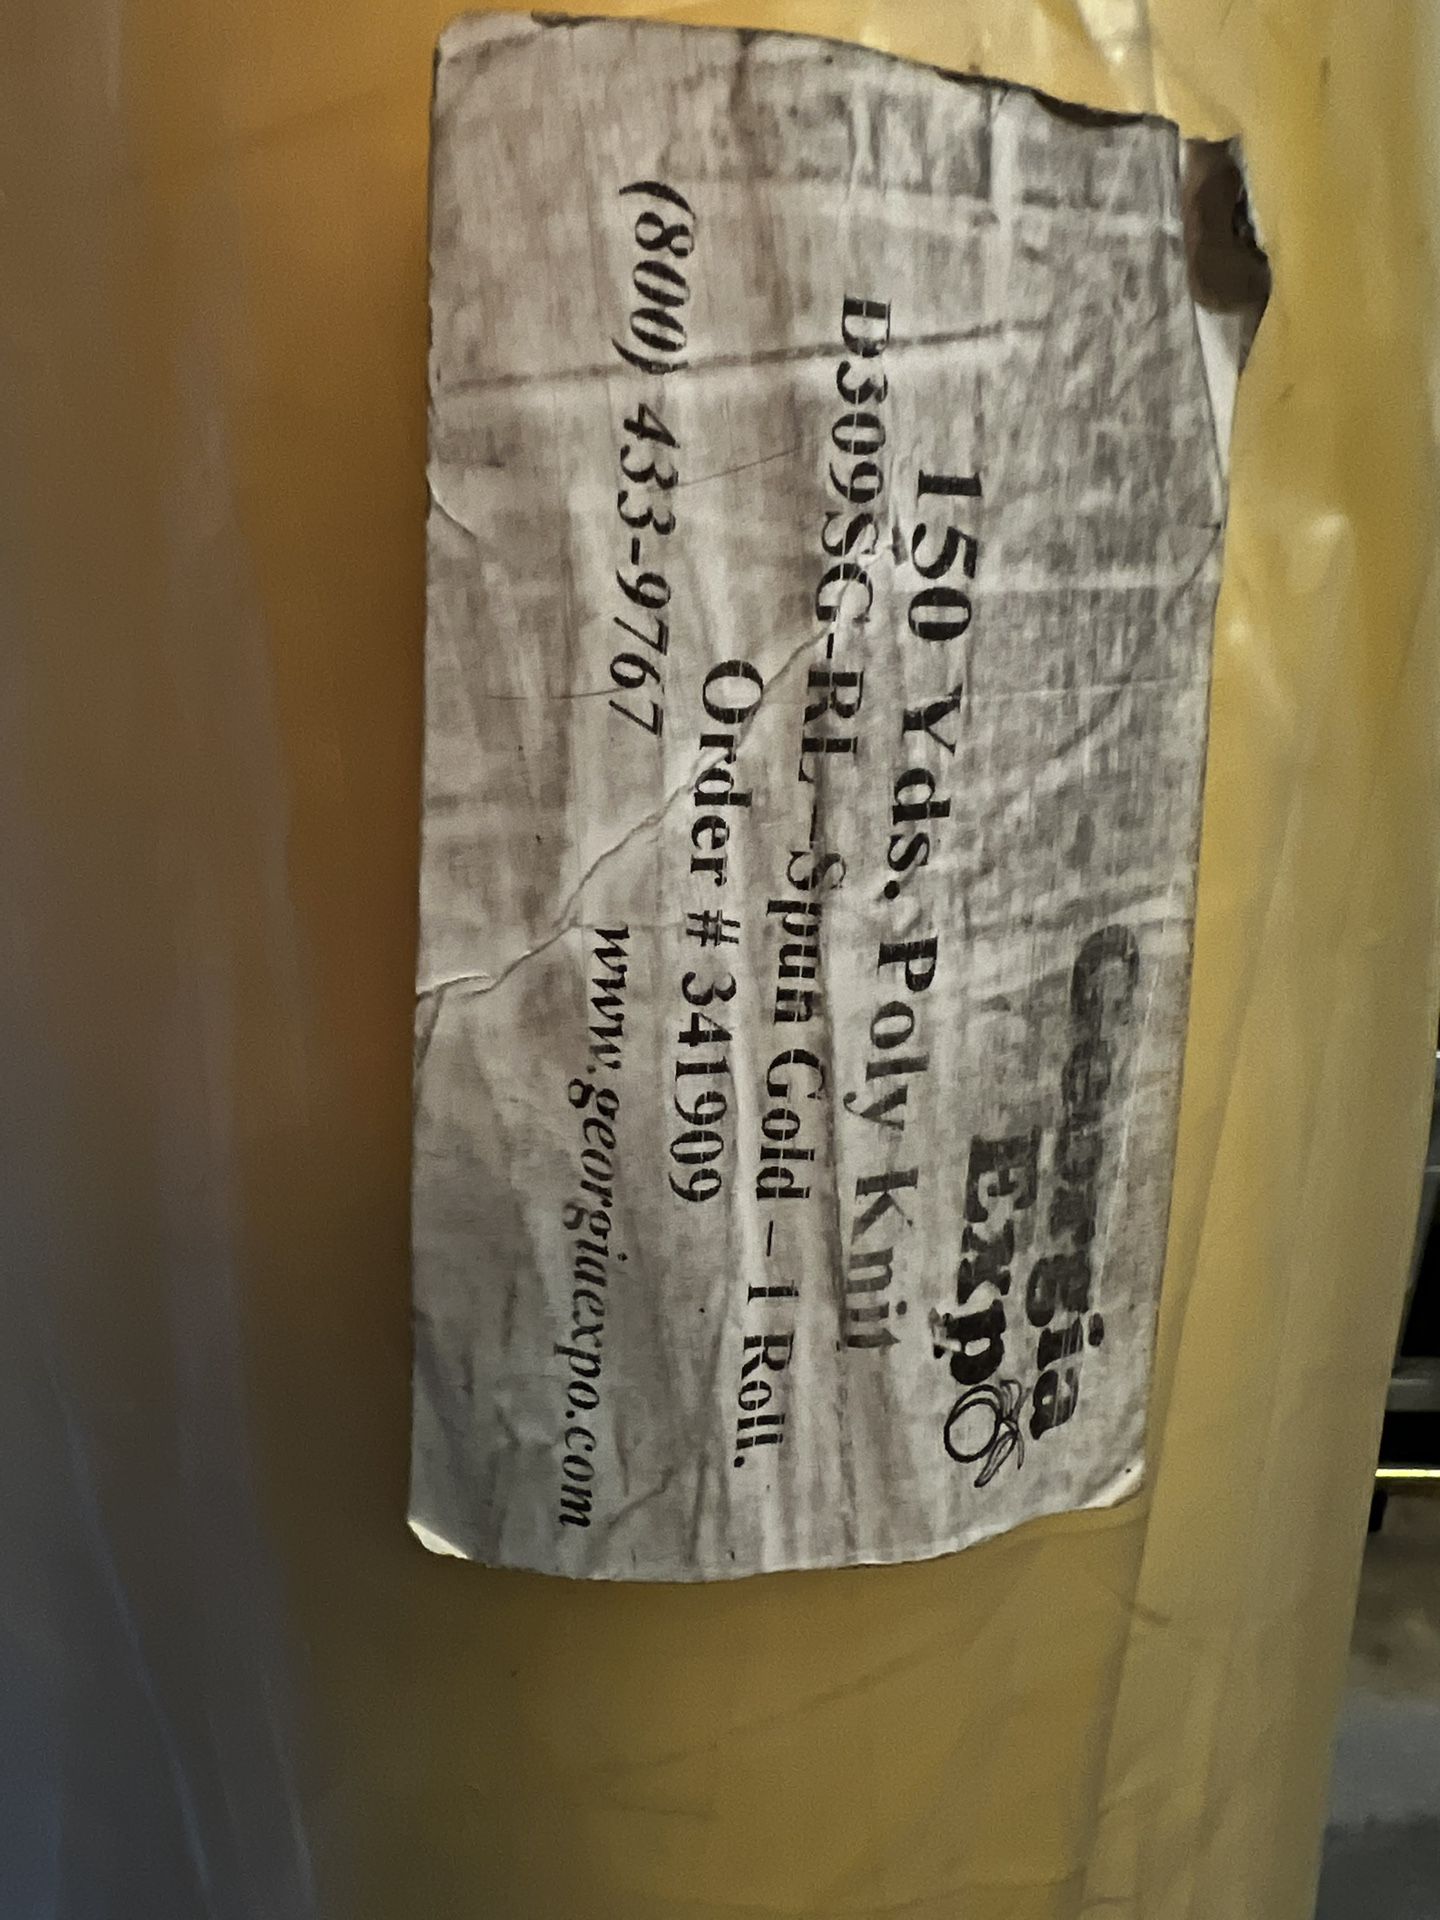 Georgia
Expo
150 Yds. Poly Knit
D309SG-RL – Spun Gold – 1 Roll.
Order # 341909
(800) 433-9767 www.georgiaexpo.com